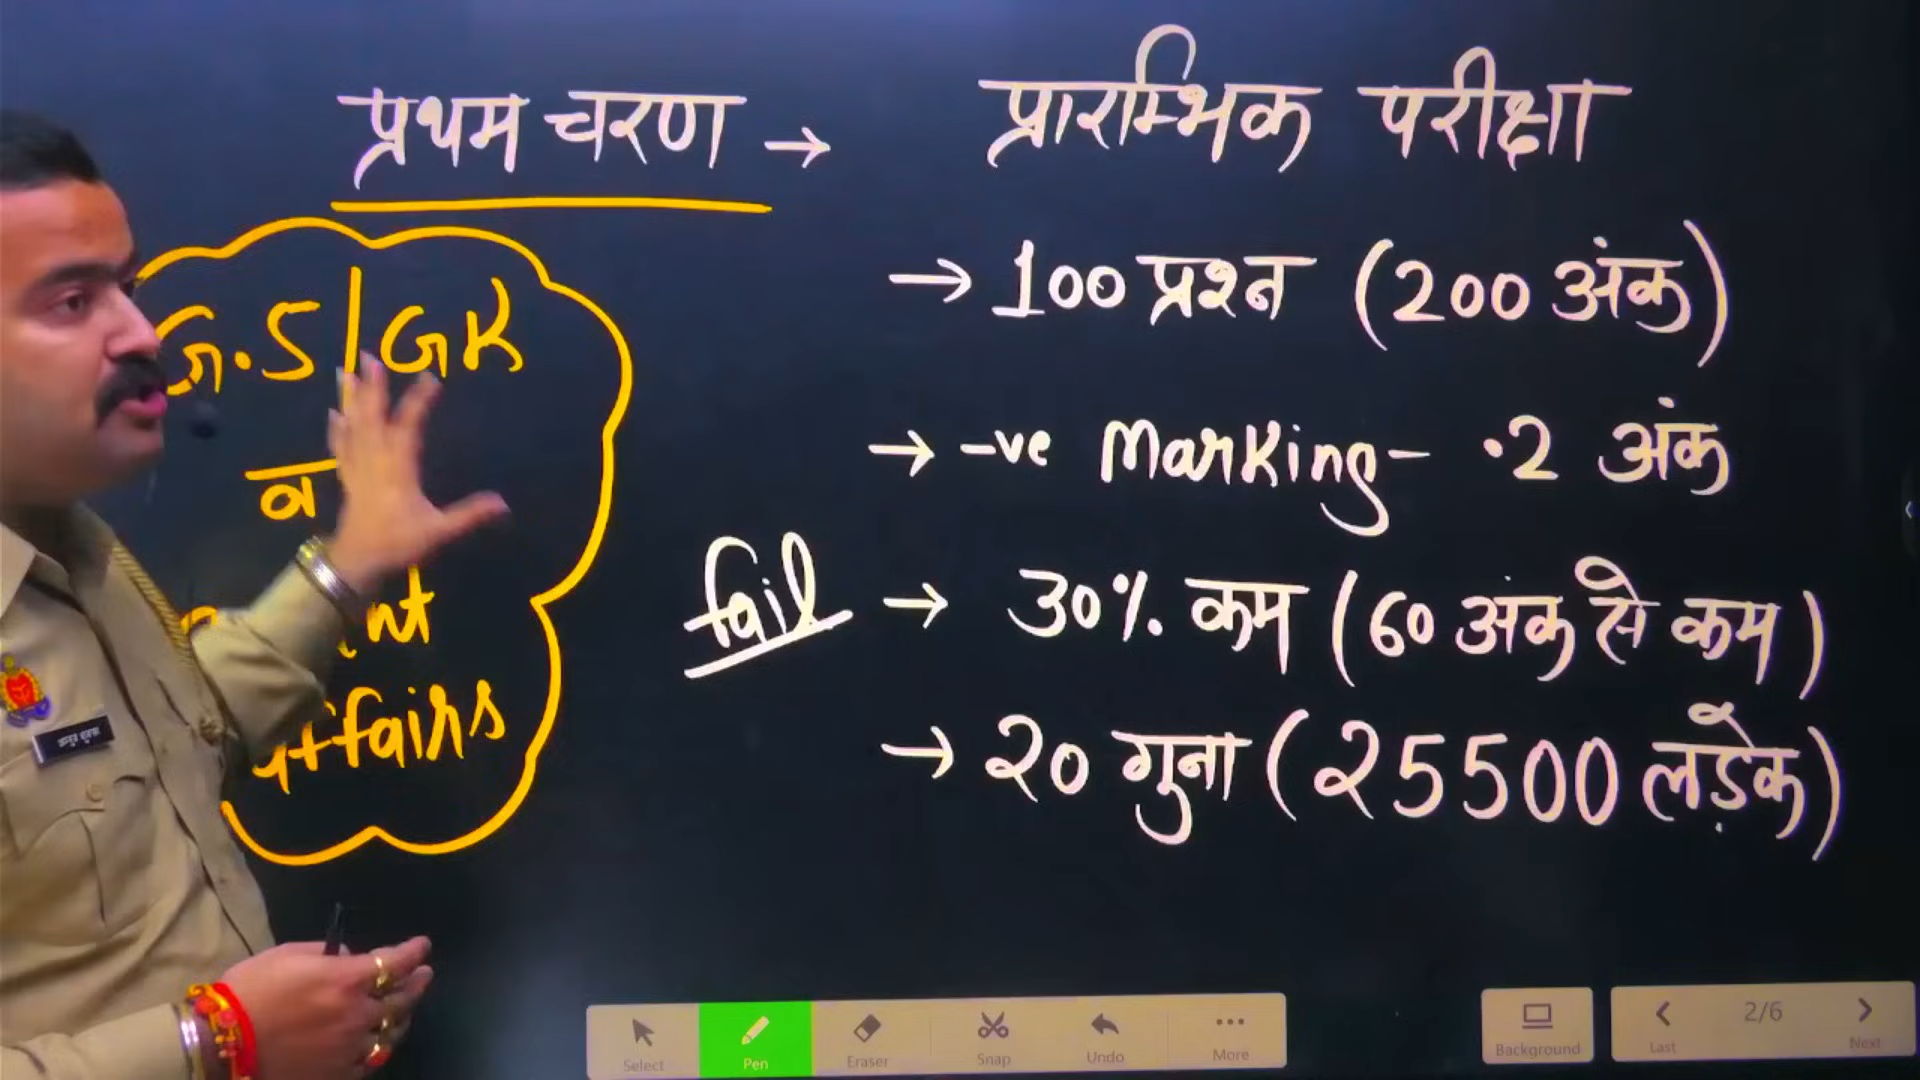 प्रथम चरण → प्रारम्भिक परीक्षा
→ 100 प्रश्न (200 अंक)
G.S | GK
→ -ve Marking - .2 अंक
fail → 30% कम (60 अंक से कम)
→ 20 गुना (25500 लड़के)
affairs
Select Pen Eraser Snap Undo More
Background
Last 2/6 Next